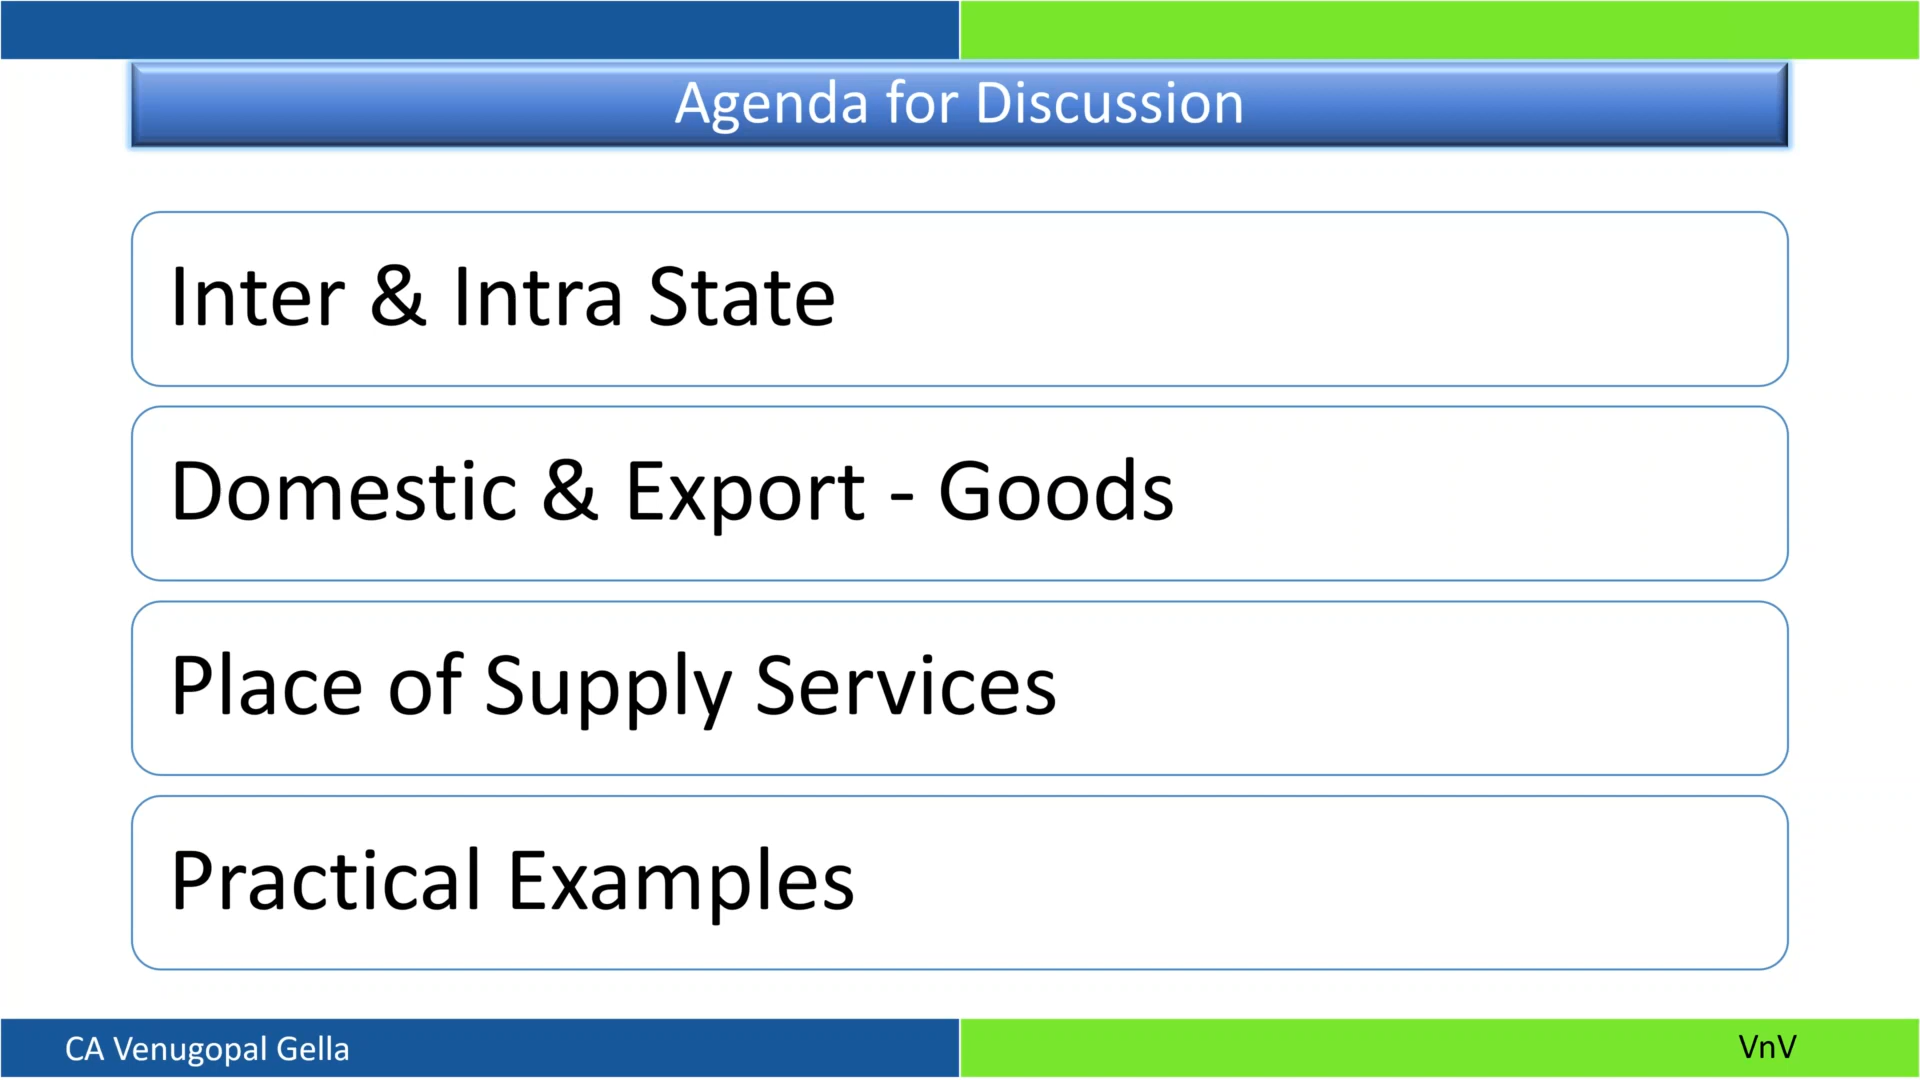 Agenda for Discussion
Inter & Intra State
Domestic & Export - Goods
Place of Supply Services
Practical Examples
CA Venugopal Gella
VnV